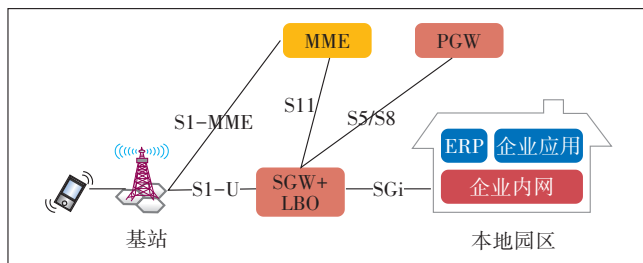 MME
PGW
S11
S5/S8
S1-MME
ERP
企业应用
S1-U
SGW+
LBO
SGi
企业内网
基站
本地园区